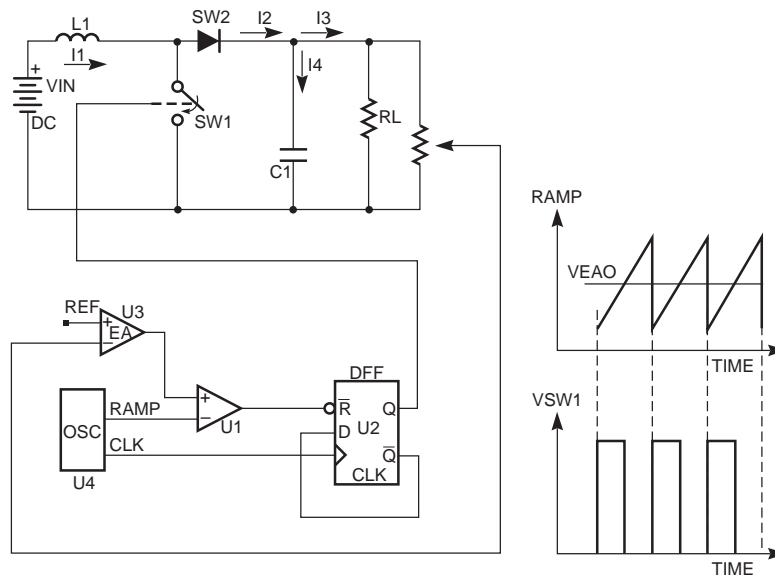 L1
SW2
I2
I3
I1
I4
+
VIN
DC
SW1
RL
C1
REF
U3
+
EA
−
RAMP
OSC
CLK
U4
+
−
U1
DFF
R
Q
D
U2
Q
CLK
RAMP
VEAO
TIME
VSW1
TIME